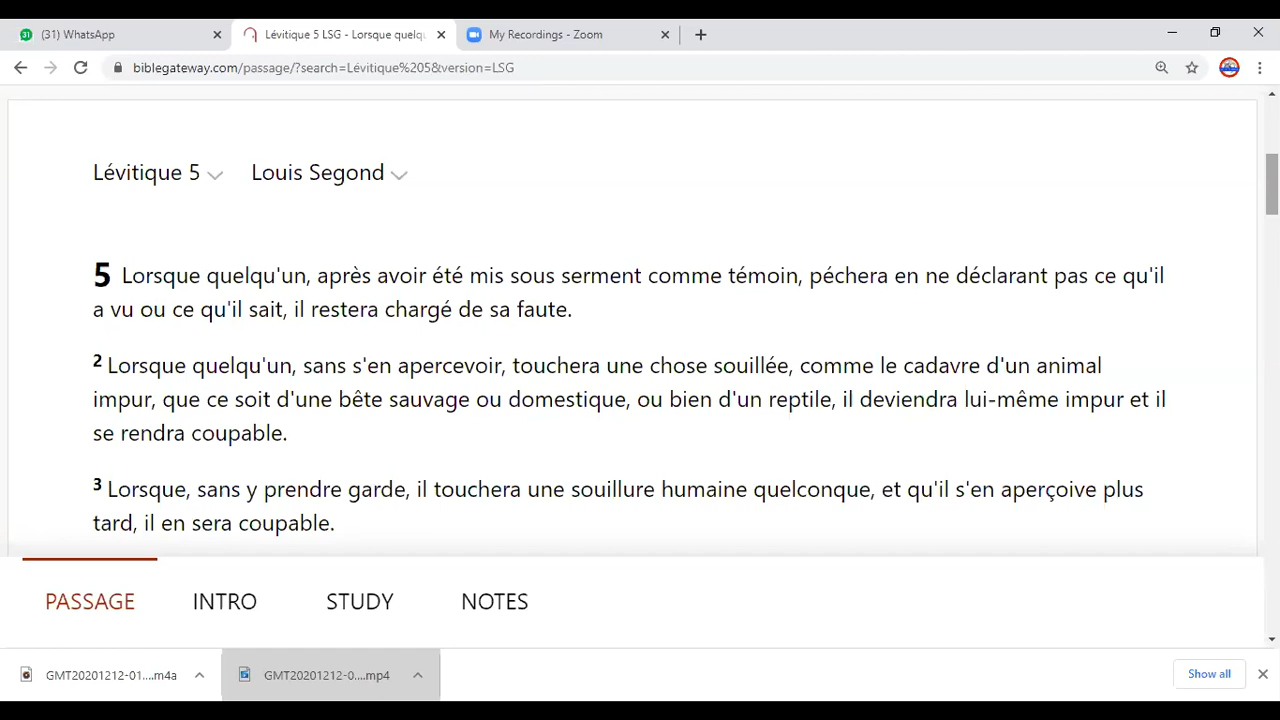 (31) WhatsApp
Lévitique 5 LSG - Lorsque quelqu
My Recordings - Zoom
biblegateway.com/passage/?search=Lévitique%205&version=LSG
Lévitique 5 Louis Segond
5 Lorsque quelqu'un, après avoir été mis sous serment comme témoin, péchera en ne déclarant pas ce qu'il
a vu ou ce qu'il sait, il restera chargé de sa faute.
2 Lorsque quelqu'un, sans s'en apercevoir, touchera une chose souillée, comme le cadavre d'un animal
impur, que ce soit d'une bête sauvage ou domestique, ou bien d'un reptile, il deviendra lui-même impur et il
se rendra coupable.
3 Lorsque, sans y prendre garde, il touchera une souillure humaine quelconque, et qu'il s'en aperçoive plus
tard, il en sera coupable.
PASSAGE INTRO STUDY NOTES
GMT20201212-01....m4a
GMT20201212-0....mp4
Show all